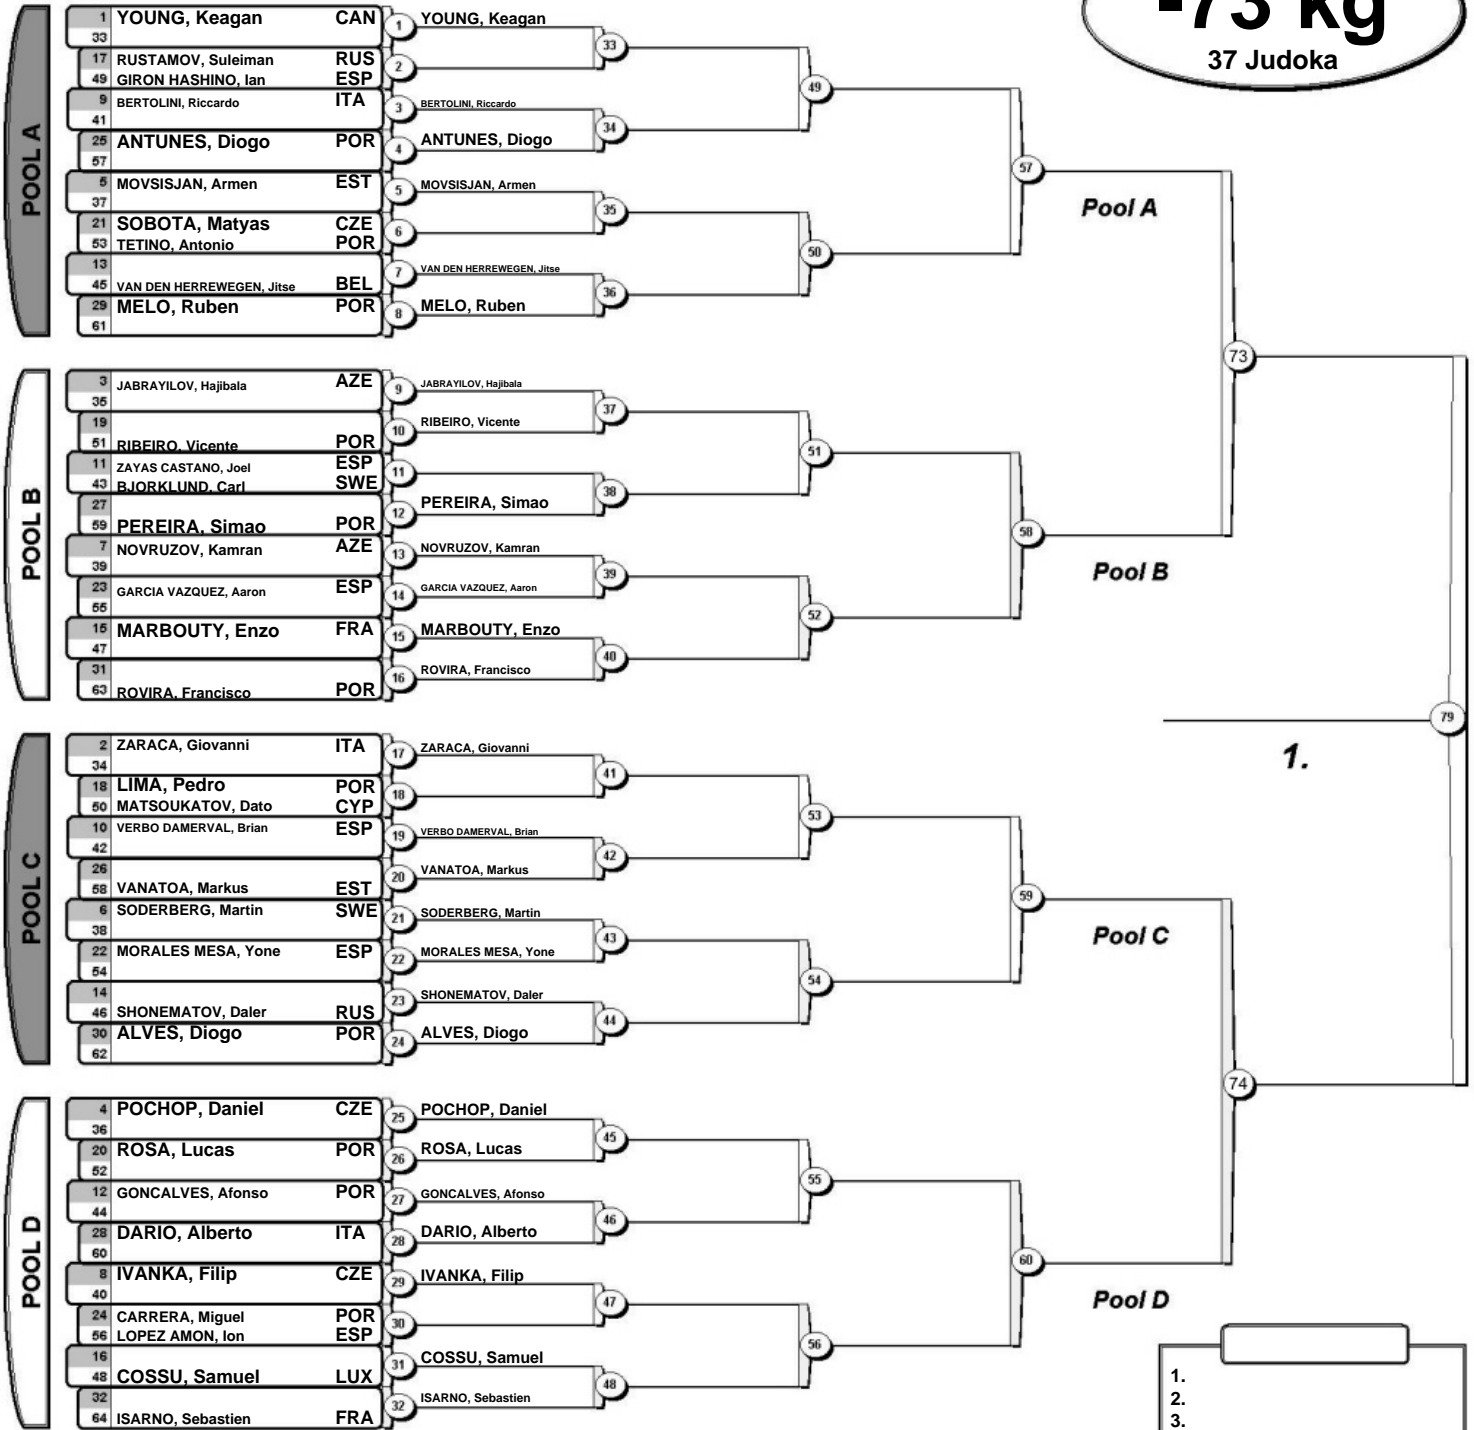 -73 kg
37 Judoka
POOL A
1 YOUNG, Keagan CAN
33
17 RUSTAMOV, Suleiman RUS
49 GIRON HASHINO, Ian ESP
9 BERTOLINI, Riccardo ITA
41
25 ANTUNES, Diogo POR
57
5 MOVSISJAN, Armen EST
37
21 SOBOTA, Matyas CZE
53 TETINO, Antonio POR
13
45 VAN DEN HERREWEGEN, Jitse BEL
29 MELO, Ruben POR
61
1 YOUNG, Keagan
2
3 BERTOLINI, Riccardo
4 ANTUNES, Diogo
5 MOVSISJAN, Armen
6
7 VAN DEN HERREWEGEN, Jitse
8 MELO, Ruben
33
34
35
36
49
50
57
Pool A
POOL B
3 JABRAYILOV, Hajibala AZE
35
19
51 RIBEIRO, Vicente POR
11 ZAYAS CASTANO, Joel ESP
43 BJORKLUND, Carl SWE
27
59 PEREIRA, Simao POR
7 NOVRUZOV, Kamran AZE
39
23 GARCIA VAZQUEZ, Aaron ESP
55
15 MARBOUTY, Enzo FRA
47
31
63 ROVIRA, Francisco POR
9 JABRAYILOV, Hajibala
10 RIBEIRO, Vicente
11
12 PEREIRA, Simao
13 NOVRUZOV, Kamran
14 GARCIA VAZQUEZ, Aaron
15 MARBOUTY, Enzo
16 ROVIRA, Francisco
37
38
39
40
51
52
58
Pool B
73
79
1.
POOL C
2 ZARACA, Giovanni ITA
34
18 LIMA, Pedro POR
50 MATSOUKATOV, Dato CYP
10 VERBO DAMERVAL, Brian ESP
42
26
58 VANATOA, Markus EST
6 SODERBERG, Martin SWE
38
22 MORALES MESA, Yone ESP
54
14
46 SHONEMATOV, Daler RUS
30 ALVES, Diogo POR
62
17 ZARACA, Giovanni
18
19 VERBO DAMERVAL, Brian
20 VANATOA, Markus
21 SODERBERG, Martin
22 MORALES MESA, Yone
23 SHONEMATOV, Daler
24 ALVES, Diogo
41
42
43
44
53
54
59
Pool C
74
POOL D
4 POCHOP, Daniel CZE
36
20 ROSA, Lucas POR
52
12 GONCALVES, Afonso POR
44
28 DARIO, Alberto ITA
60
8 IVANKA, Filip CZE
40
24 CARRERA, Miguel POR
56 LOPEZ AMON, Ion ESP
16
48 COSSU, Samuel LUX
32
64 ISARNO, Sebastien FRA
25 POCHOP, Daniel
26 ROSA, Lucas
27 GONCALVES, Afonso
28 DARIO, Alberto
29 IVANKA, Filip
30
31 COSSU, Samuel
32 ISARNO, Sebastien
45
46
47
48
55
56
60
Pool D
1.
2.
3.